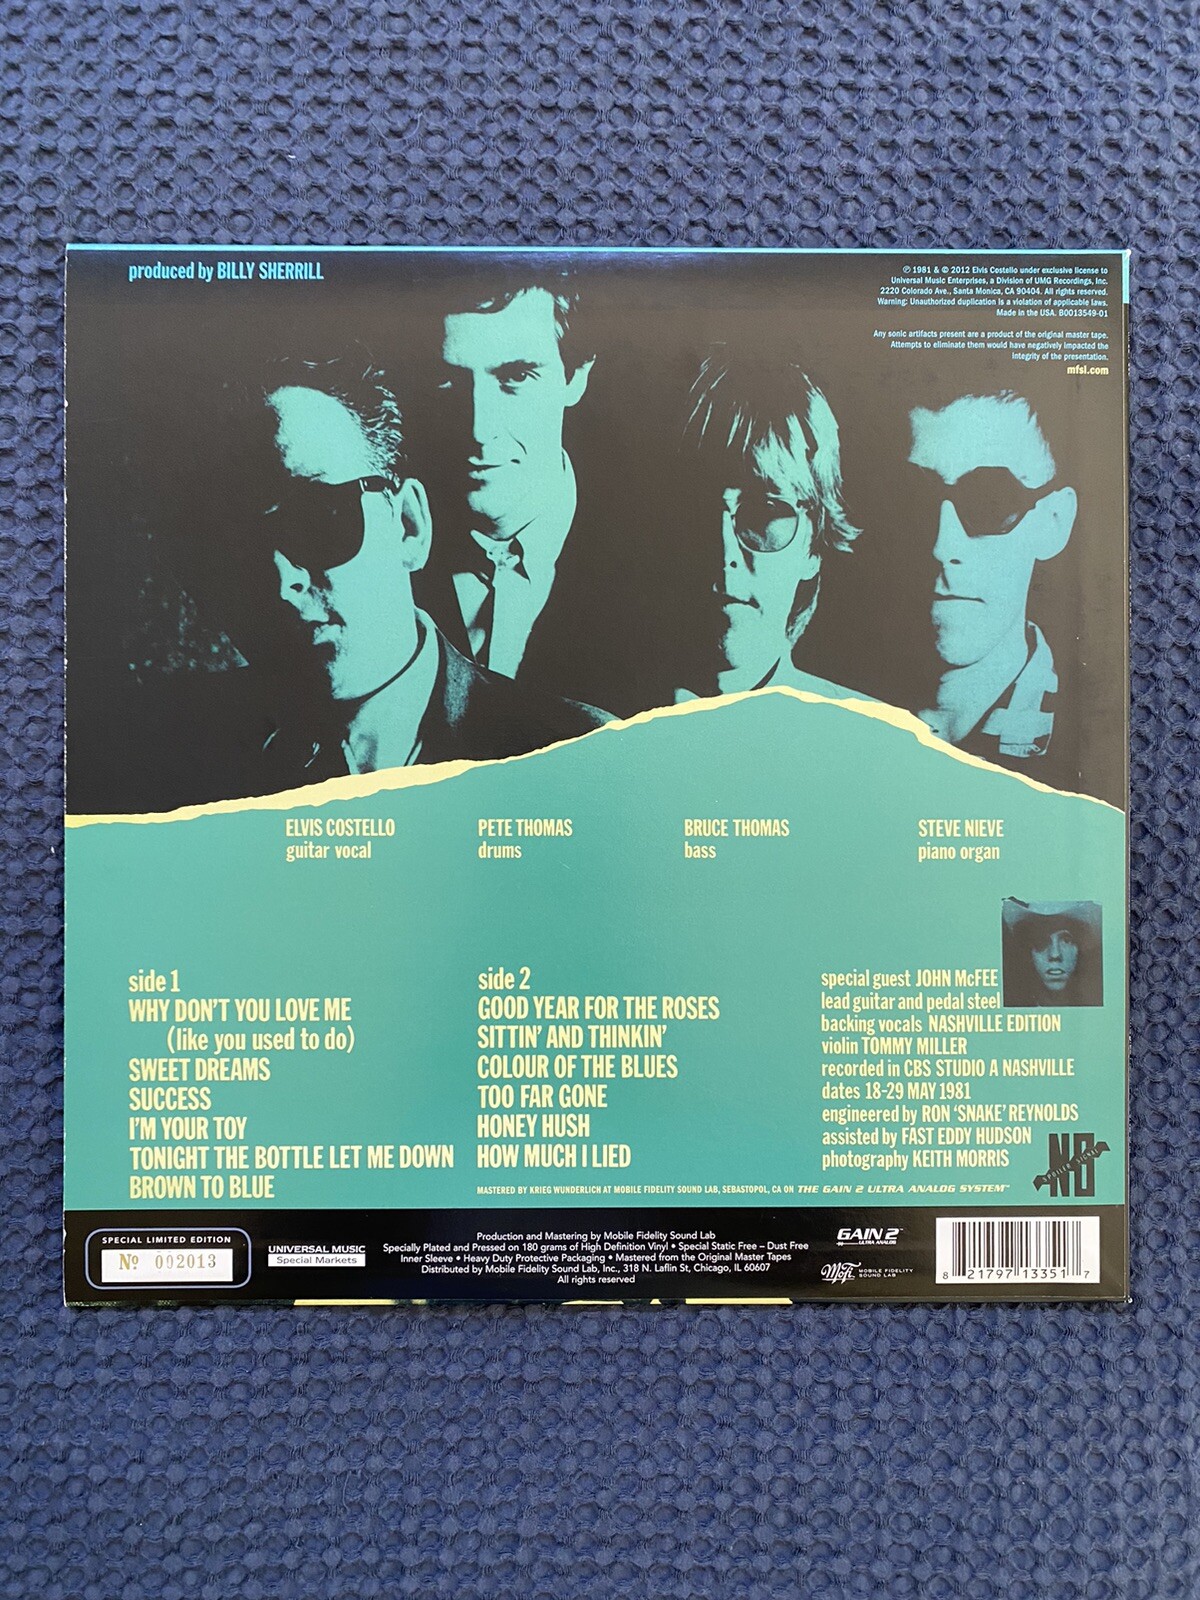 produced by BILLY SHERRILL
℗ 1981 & © 2012 Elvis Costello under exclusive license to
Universal Music Enterprises, a Division of UMG Recordings, Inc.
2220 Colorado Ave., Santa Monica, CA 90404. All rights reserved.
Warning: Unauthorized duplication is a violation of applicable laws.
Made in the USA. B0013549-01
Any sonic artifacts present are a product of the original master tape.
Attempts to eliminate them would have negatively impacted the
integrity of the presentation.
mfsl.com
ELVIS COSTELLO
guitar vocal
PETE THOMAS
drums
BRUCE THOMAS
bass
STEVE NIEVE
piano organ
side 1
WHY DON'T YOU LOVE ME
(like you used to do)
SWEET DREAMS
SUCCESS
I'M YOUR TOY
TONIGHT THE BOTTLE LET ME DOWN
BROWN TO BLUE
side 2
GOOD YEAR FOR THE ROSES
SITTIN' AND THINKIN'
COLOUR OF THE BLUES
TOO FAR GONE
HONEY HUSH
HOW MUCH I LIED
special guest JOHN McFEE
lead guitar and pedal steel
backing vocals NASHVILLE EDITION
violin TOMMY MILLER
recorded in CBS STUDIO A NASHVILLE
dates 18-29 MAY 1981
engineered by RON 'SNAKE' REYNOLDS
assisted by FAST EDDY HUDSON
photography KEITH MORRIS
NB
MASTERED BY KRIEG WUNDERLICH AT MOBILE FIDELITY SOUND LAB, SEBASTOPOL, CA ON THE GAIN 2 ULTRA ANALOG SYSTEM™
SPECIAL LIMITED EDITION
Nº 002013
UNIVERSAL MUSIC
Special Markets
Production and Mastering by Mobile Fidelity Sound Lab
Specially Plated and Pressed on 180 grams of High Definition Vinyl • Special Static Free – Dust Free
Inner Sleeve • Heavy Duty Protective Packaging • Mastered from the Original Master Tapes
Distributed by Mobile Fidelity Sound Lab, Inc., 318 N. Laflin St, Chicago, IL 60607
All rights reserved
GAIN 2™
ULTRA ANALOG
MoFi MOBILE FIDELITY
SOUND LAB
8 21797 13351 7